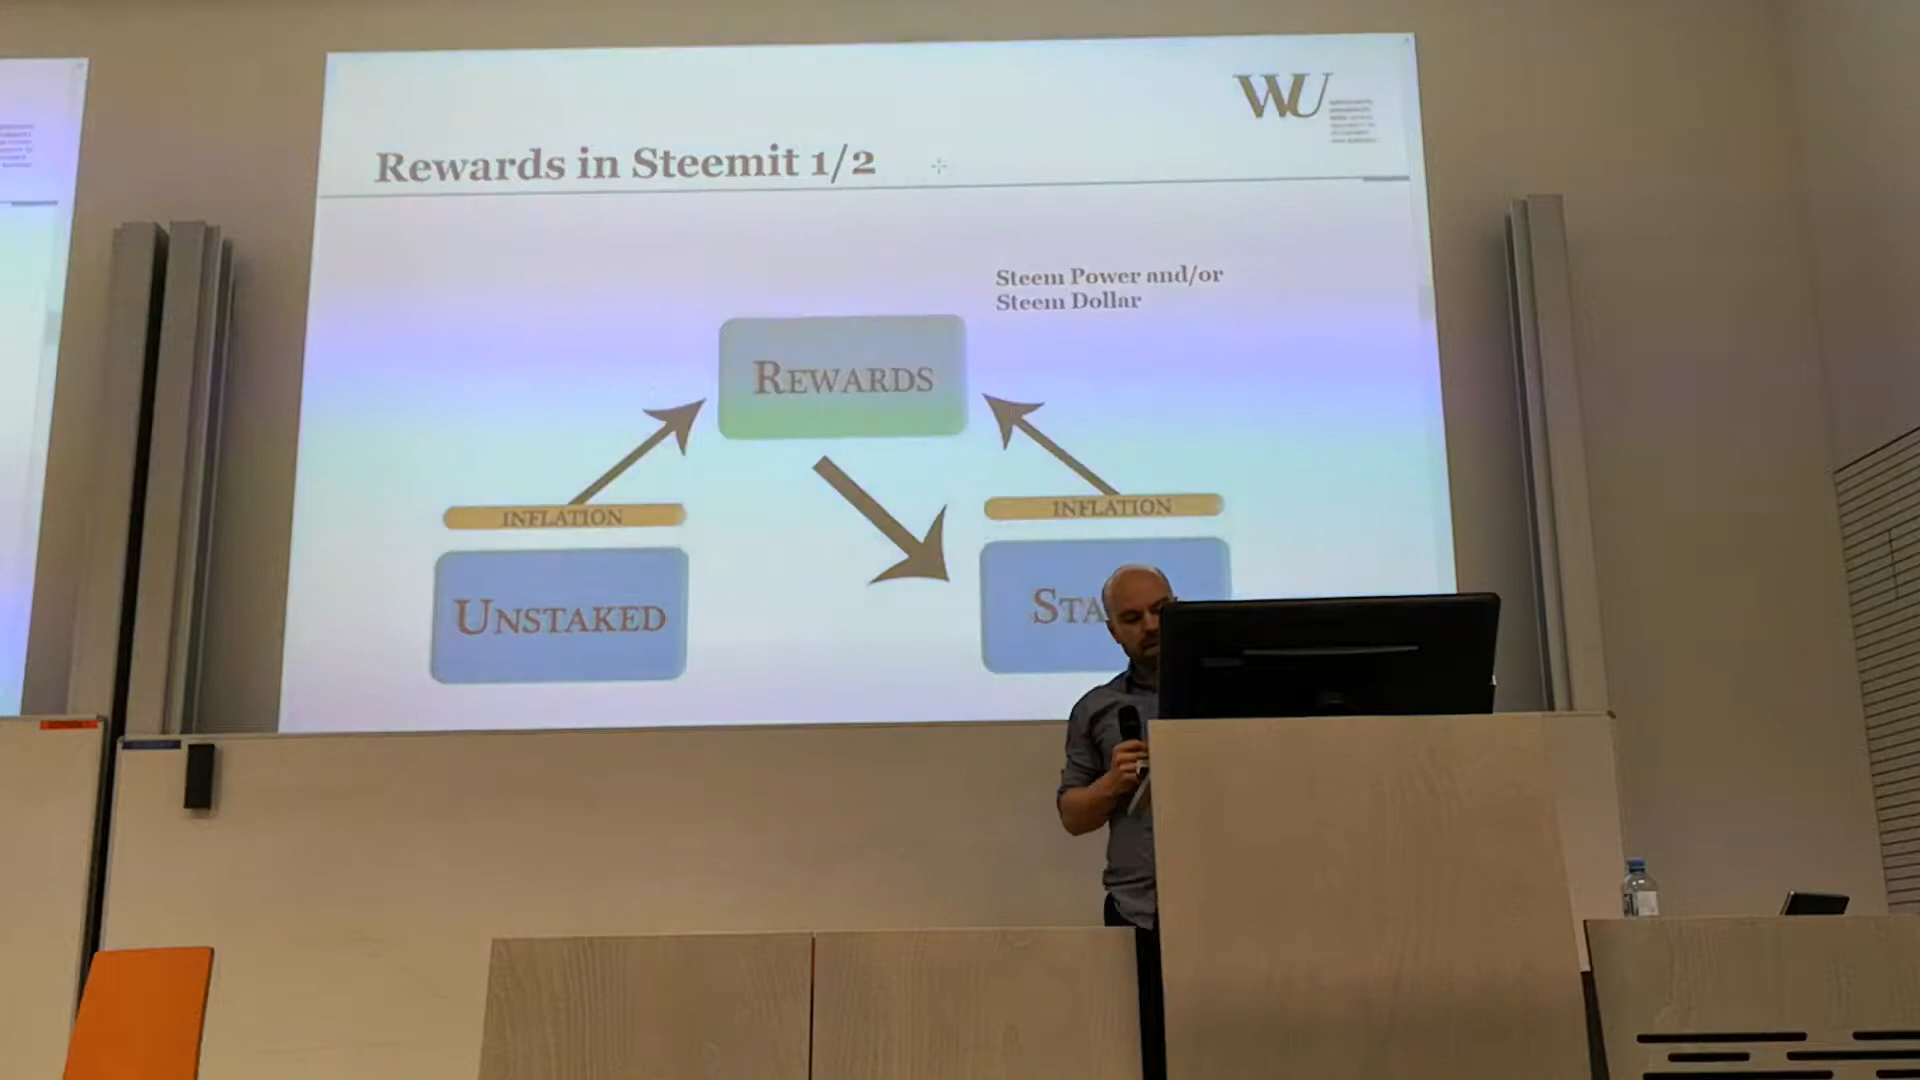 WU
Rewards in Steemit 1/2
Steem Power and/or
Steem Dollar
REWARDS
INFLATION
INFLATION
UNSTAKED
STA